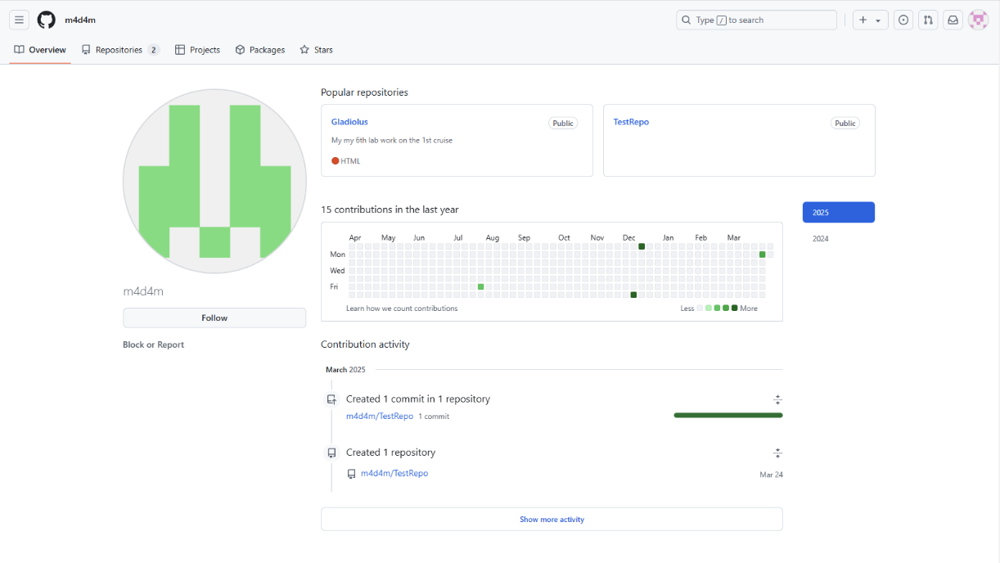 m4d4m
Type / to search
Overview
Repositories 2
Projects
Packages
Stars
m4d4m
Follow
Block or Report
Popular repositories
Gladiolus
Public
My my 6th lab work on the 1st cruise
HTML
TestRepo
Public
15 contributions in the last year
2025
2024
Apr May Jun Jul Aug Sep Oct Nov Dec Jan Feb Mar
Mon
Wed
Fri
Learn how we count contributions
Less More
Contribution activity
March 2025
Created 1 commit in 1 repository
m4d4m/TestRepo 1 commit
Created 1 repository
m4d4m/TestRepo
Mar 24
Show more activity